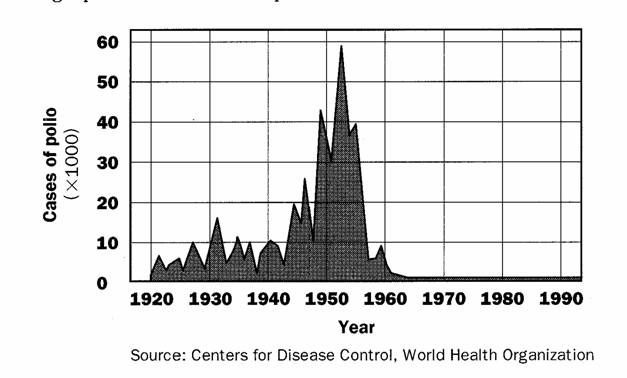 60
50
40
30
20
10
0
Cases of polio
(×1000)
1920 1930 1940 1950 1960 1970 1980 1990
Year
Source: Centers for Disease Control, World Health Organization